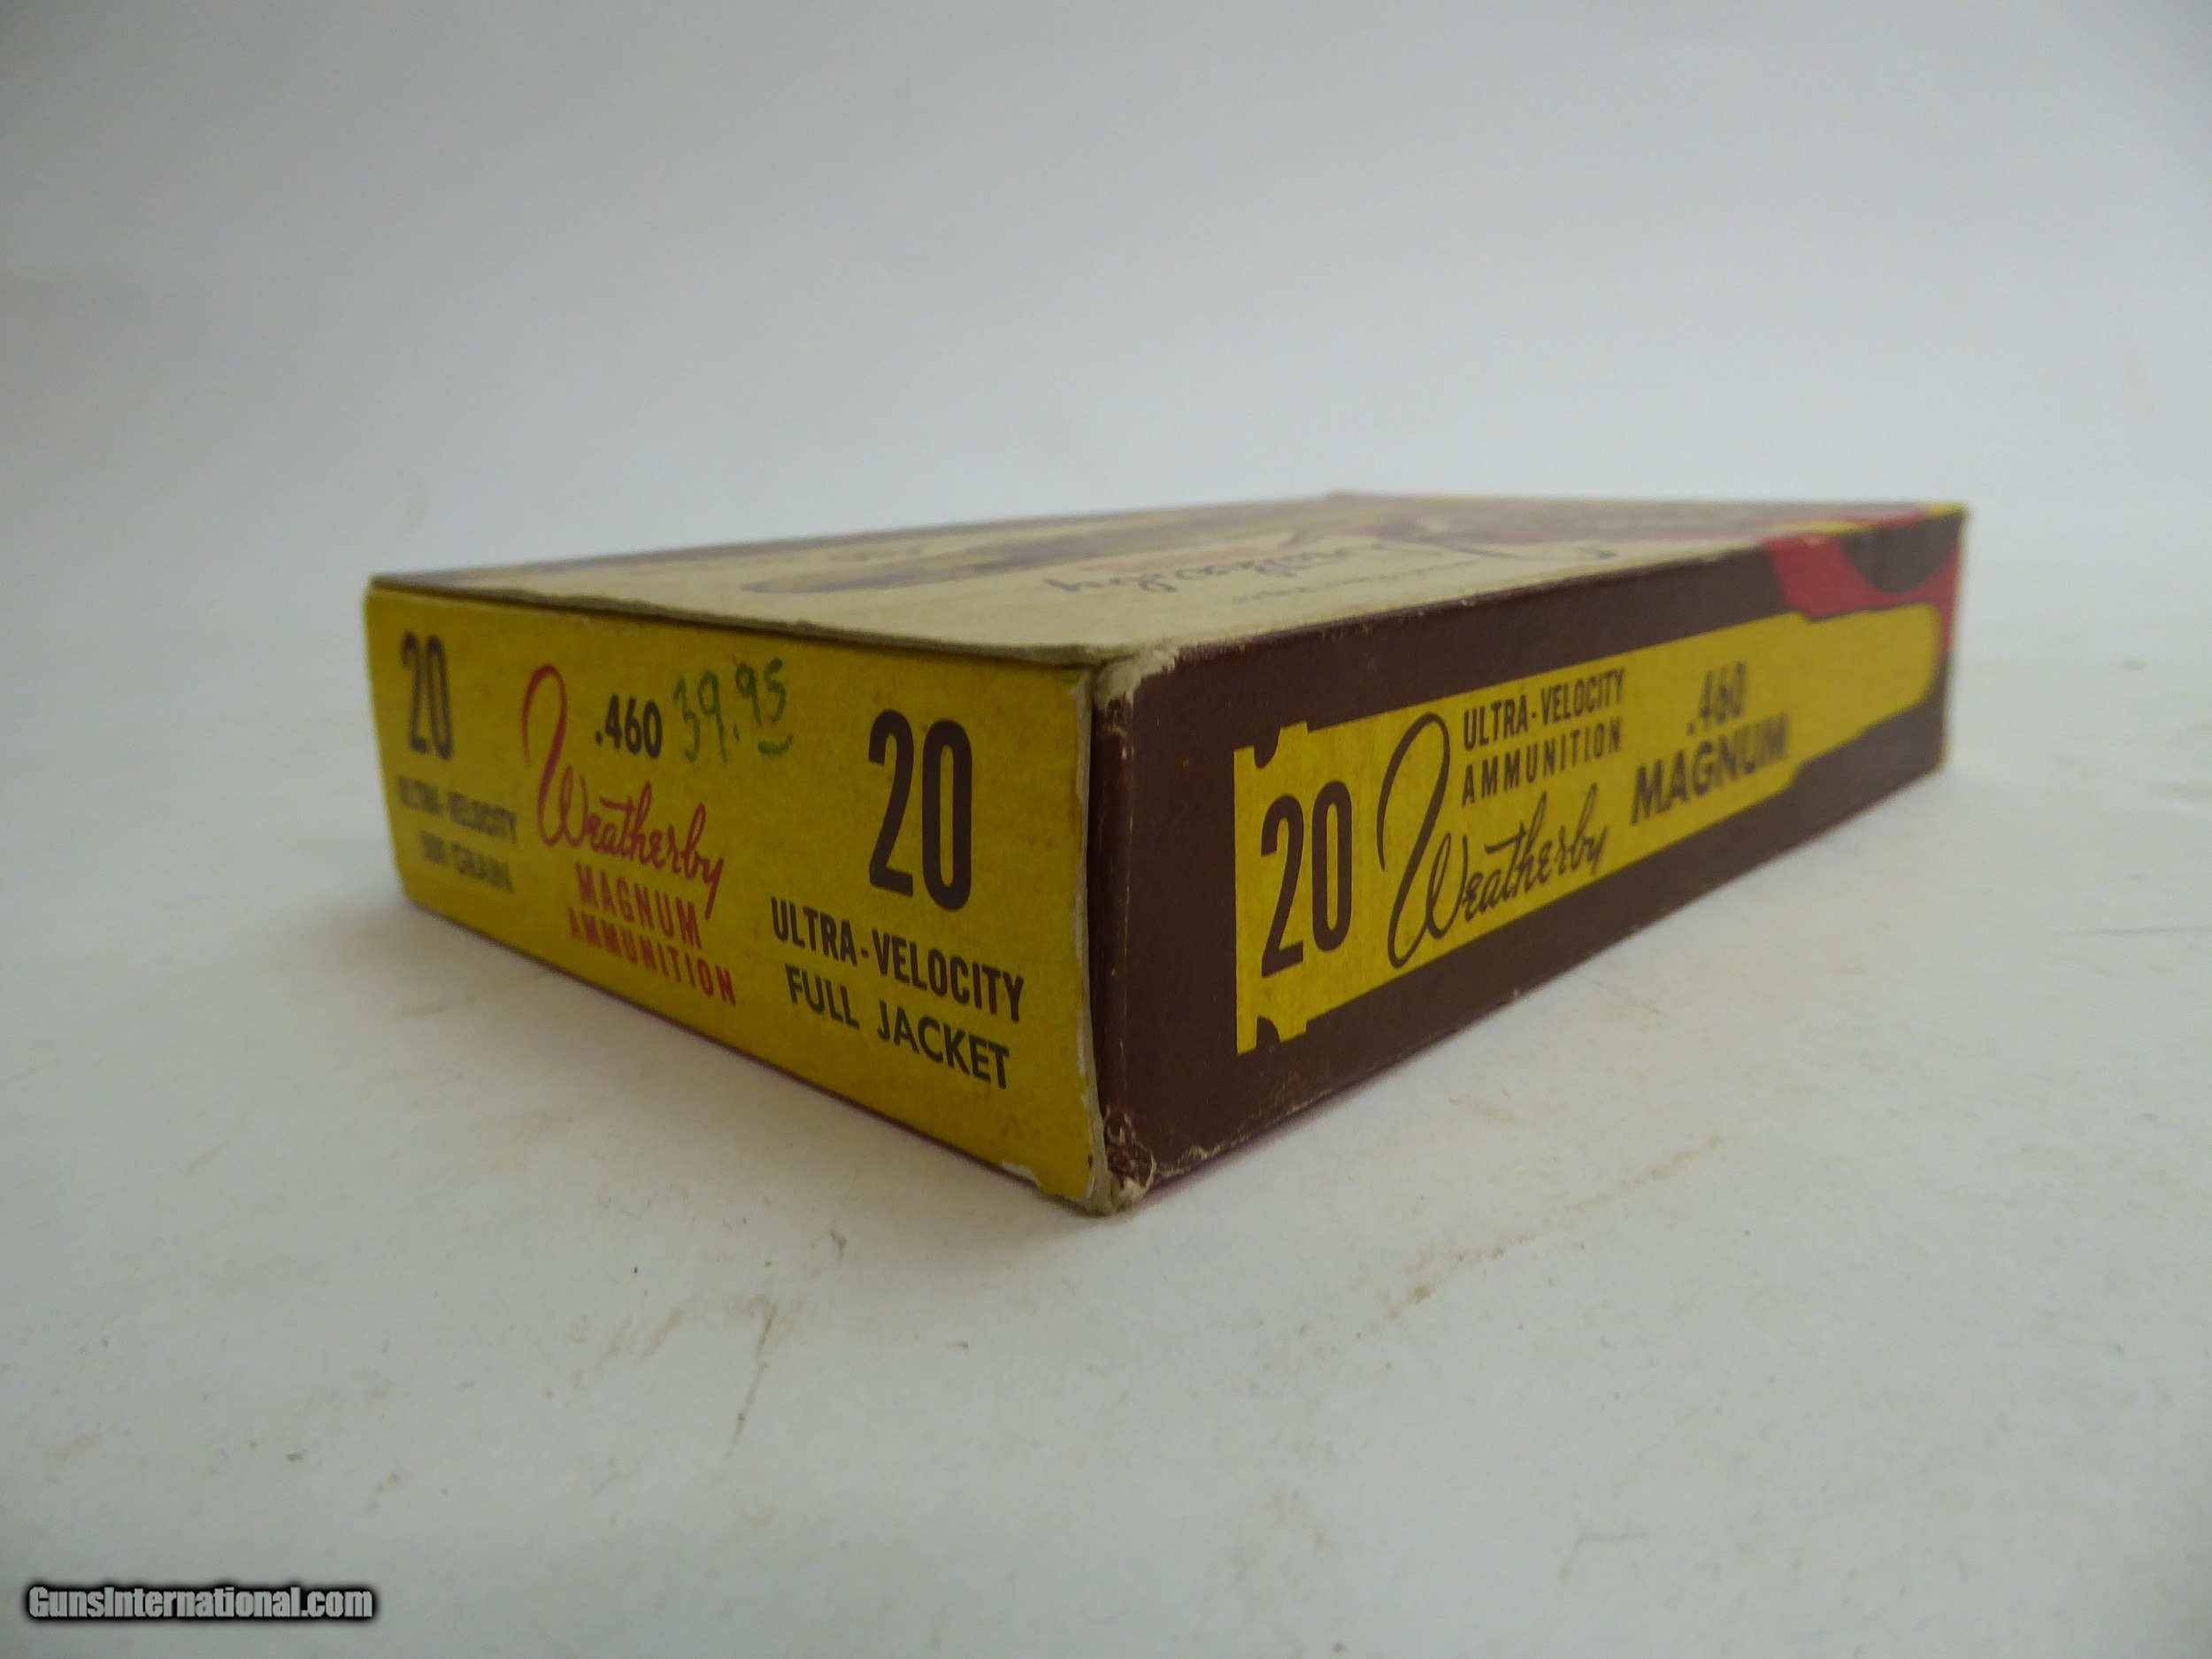 20
ULTRA-VELOCITY
500 GRAIN
.460 39.95
Weatherby
MAGNUM
AMMUNITION
20
ULTRA-VELOCITY
FULL JACKET
Weatherby
20
ULTRA-VELOCITY
AMMUNITION
Weatherby
.460
MAGNUM
GunsInternational.com